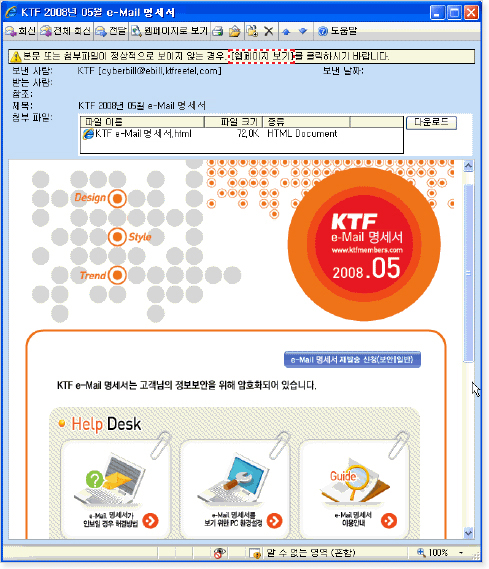 KTF 2008년 05월 e-Mail 명세서
회신 전체 회신 전달 웹페이지로 보기 도움말
본문 또는 첨부파일이 정상적으로 보이지 않는 경우, [웹페이지 보기]를 클릭하시기 바랍니다.
보낸 사람: KTF [cyberbill@ebill.ktfreetel.com] 보낸 날짜:
받는 사람:
참조:
제목: KTF 2008년 05월 e-Mail 명세서
첨부 파일: 파일 이름 파일 크기 종류 다운로드
KTF e-Mail 명세서.html 72,0K HTML Document
Design
Style
Trend
KTF
e-Mail 명세서
www.ktfmembers.com
2008.05
e-Mail 명세서 재발송 신청(보안|일반)
KTF e-Mail 명세서는 고객님의 정보보안을 위해 암호화되어 있습니다.
Help Desk
Guide
e-Mail 명세서가
안보일 경우 해결방법
e-Mail 명세서를
보기 위한 PC 환경설정
e-Mail 명세서
이용안내
알 수 없는 영역 (혼합) 100%